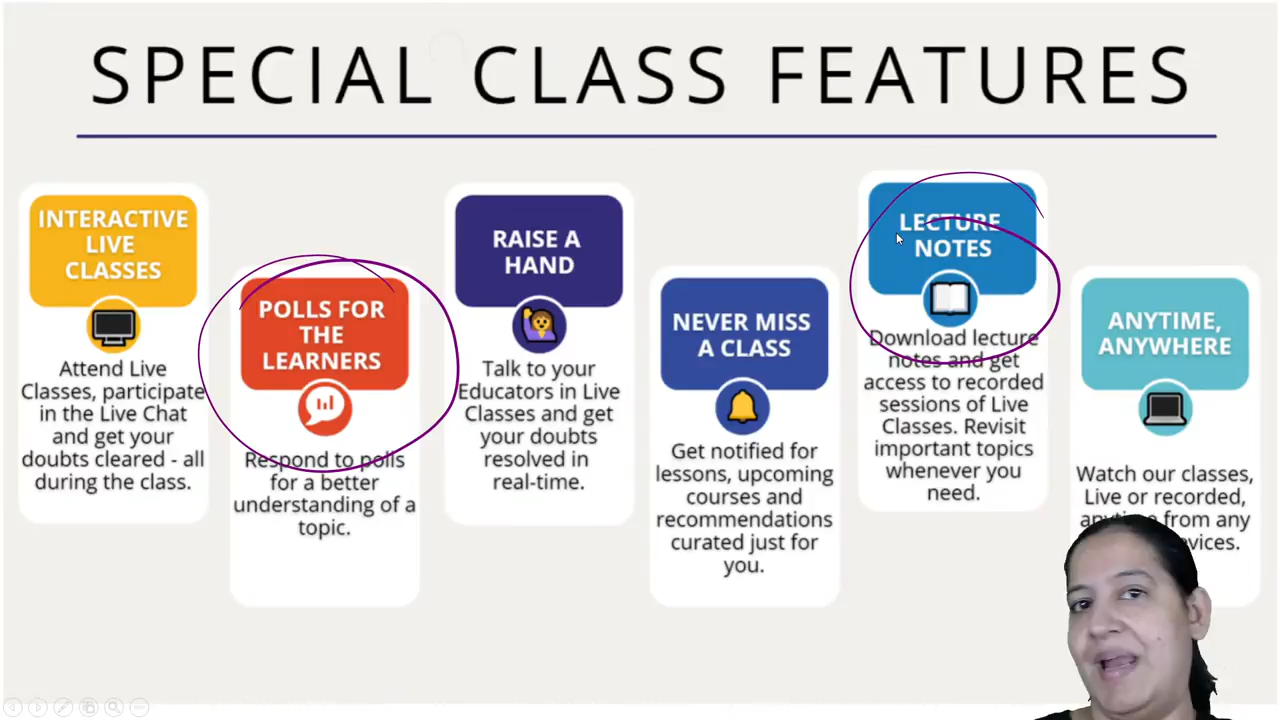 SPECIAL CLASS FEATURES
INTERACTIVE
LIVE
CLASSES
Attend Live
Classes, participate
in the Live Chat
and get your
doubts cleared - all
during the class.
POLLS FOR
THE
LEARNERS
Respond to polls
for a better
understanding of a
topic.
RAISE A
HAND
Talk to your
Educators in Live
Classes and get
your doubts
resolved in
real-time.
NEVER MISS
A CLASS
Get notified for
lessons, upcoming
courses and
recommendations
curated just for
you.
LECTURE
NOTES
Download lecture
notes and get
access to recorded
sessions of Live
Classes. Revisit
important topics
whenever you
need.
ANYTIME,
ANYWHERE
Watch our classes,
Live or recorded,
anytime from any